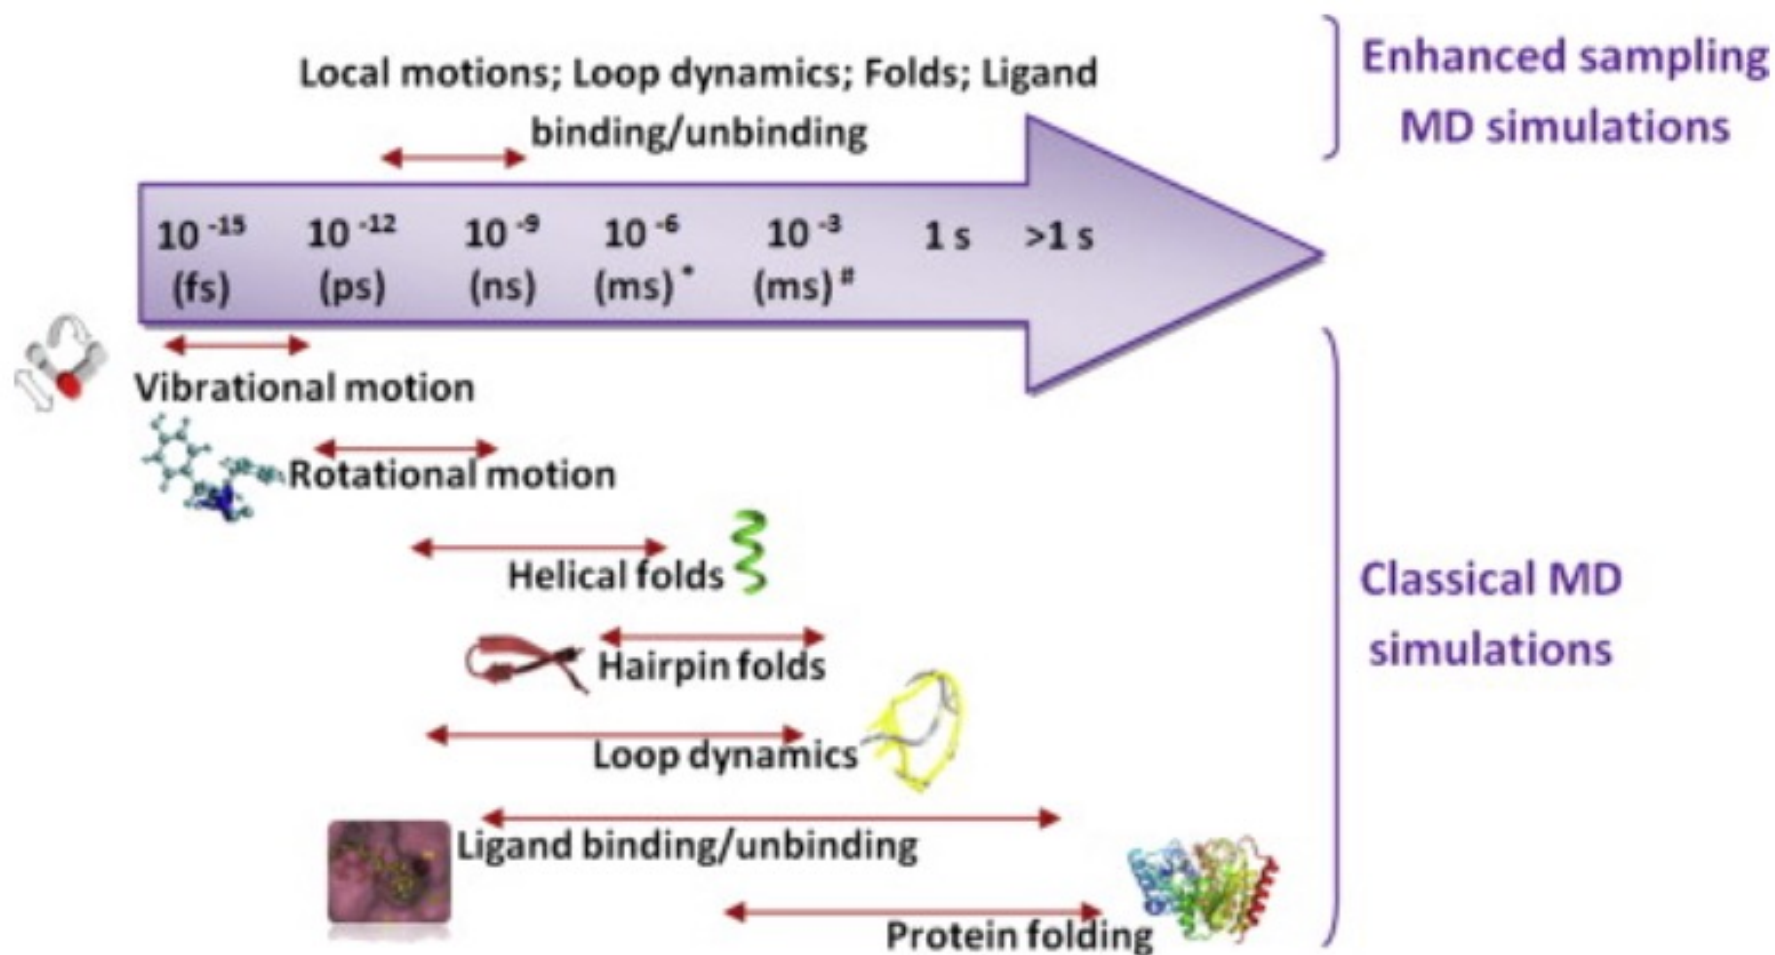 Local motions; Loop dynamics; Folds; Ligand
binding/unbinding
Enhanced sampling
MD simulations
10 -15 10 -12 10 -9 10 -6 10 -3 1 s >1 s
(fs) (ps) (ns) (ms) * (ms) #
Vibrational motion
Rotational motion
Helical folds
Hairpin folds
Loop dynamics
Ligand binding/unbinding
Protein folding
Classical MD
simulations